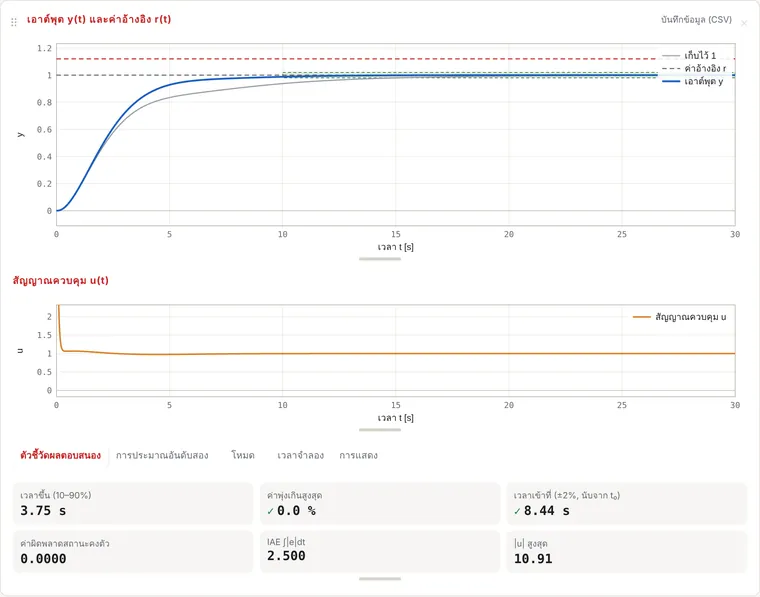 เอาต์พุต y(t) และค่าอ้างอิง r(t)
บันทึกข้อมูล (CSV) ×
1.2
1
0.8
0.6
0.4
0.2
0
y
เก็บไว้ 1
ค่าอ้างอิง r
เอาต์พุต y
0 5 10 15 20 25 30
เวลา t [s]
สัญญาณควบคุม u(t)
2
1.5
1
0.5
0
u
สัญญาณควบคุม u
0 5 10 15 20 25 30
เวลา t [s]
ตัวชี้วัดผลตอบสนอง การประมาณอันดับสอง โหมด เวลาจำลอง การแสดง
เวลาขึ้น (10–90%)
3.75 s
ค่าพุ่งเกินสูงสุด
✓ 0.0 %
เวลาเข้าที่ (±2%, นับจาก t₀)
✓ 8.44 s
ค่าผิดพลาดสถานะคงตัว
0.0000
IAE ∫|e|dt
2.500
|u| สูงสุด
10.91